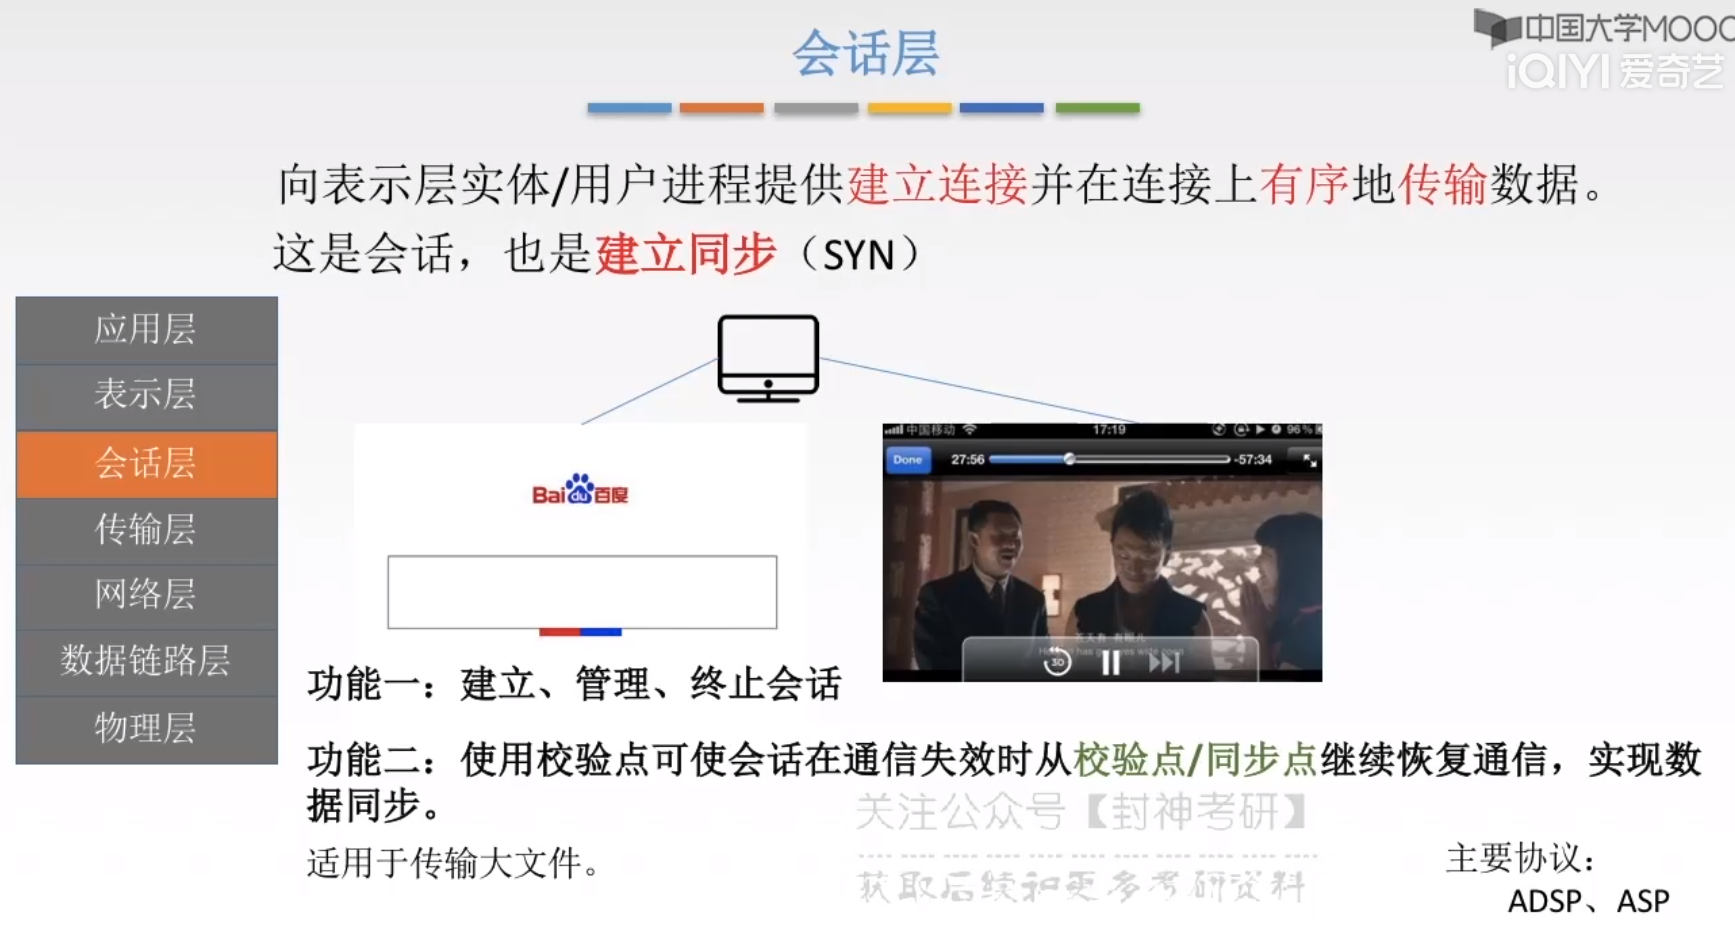 中国大学MOOC
iQIYI 爱奇艺
会话层
向表示层实体/用户进程提供建立连接并在连接上有序地传输数据。
这是会话，也是建立同步（SYN）
应用层
表示层
会话层
传输层
网络层
数据链路层
物理层
Baidu百度
中国移动 17:19 96%
Done 27:56 -57:34
30
功能一：建立、管理、终止会话
功能二：使用校验点可使会话在通信失效时从校验点/同步点继续恢复通信，实现数
据同步。
适用于传输大文件。
关注公众号【封神考研】
获取后续和更多考研资料
主要协议：
ADSP、ASP